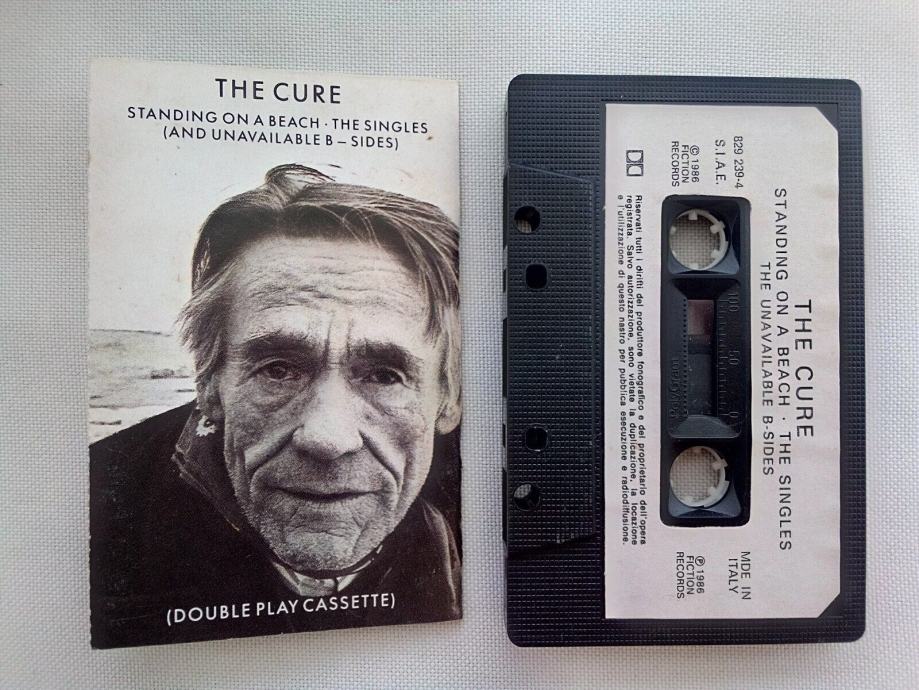 THE CURE
STANDING ON A BEACH · THE SINGLES
(AND UNAVAILABLE B – SIDES)
(DOUBLE PLAY CASSETTE)
THE CURE
STANDING ON A BEACH · THE SINGLES
THE UNAVAILABLE B-SIDES
829 239-4
S.I.A.E.
© 1986
FICTION
RECORDS
MDE IN
ITALY
℗ 1986
FICTION
RECORDS
100 50 0
Riservati tutti i diritti del produttore fonografico e del proprietario dell'opera
registrata. Salvo autorizzazione, sono vietate la duplicazione, la locazione
e l'utilizzazione di questo nastro per pubblica esecuzione e radiodiffusione.